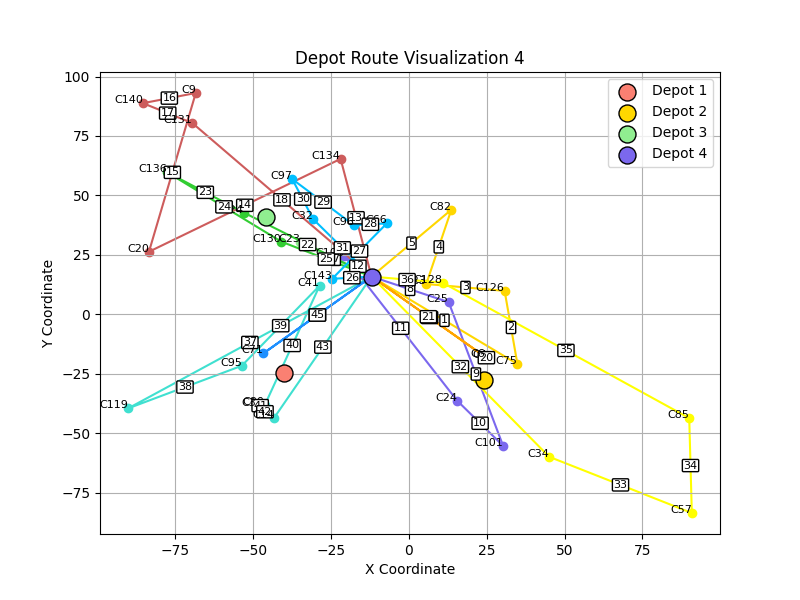 Depot Route Visualization 4
Depot 1
Depot 2
Depot 3
Depot 4
Y Coordinate
100
75
50
25
0
−25
−50
−75
−75
−50
−25
0
25
50
75
X Coordinate
C9
C140
16
17
C131
C134
C136
15
C97
23
18
30
29
24
14
C82
C32
13
28
C66
5
4
C130
C23
22
31
27
25
12
C143
26
C41
36
C128
8
3
C126
C25
45
21
1
39
11
2
37
40
43
35
C71
C95
20
C75
32
9
38
C119
C24
42
C85
10
C101
C34
34
33
C57